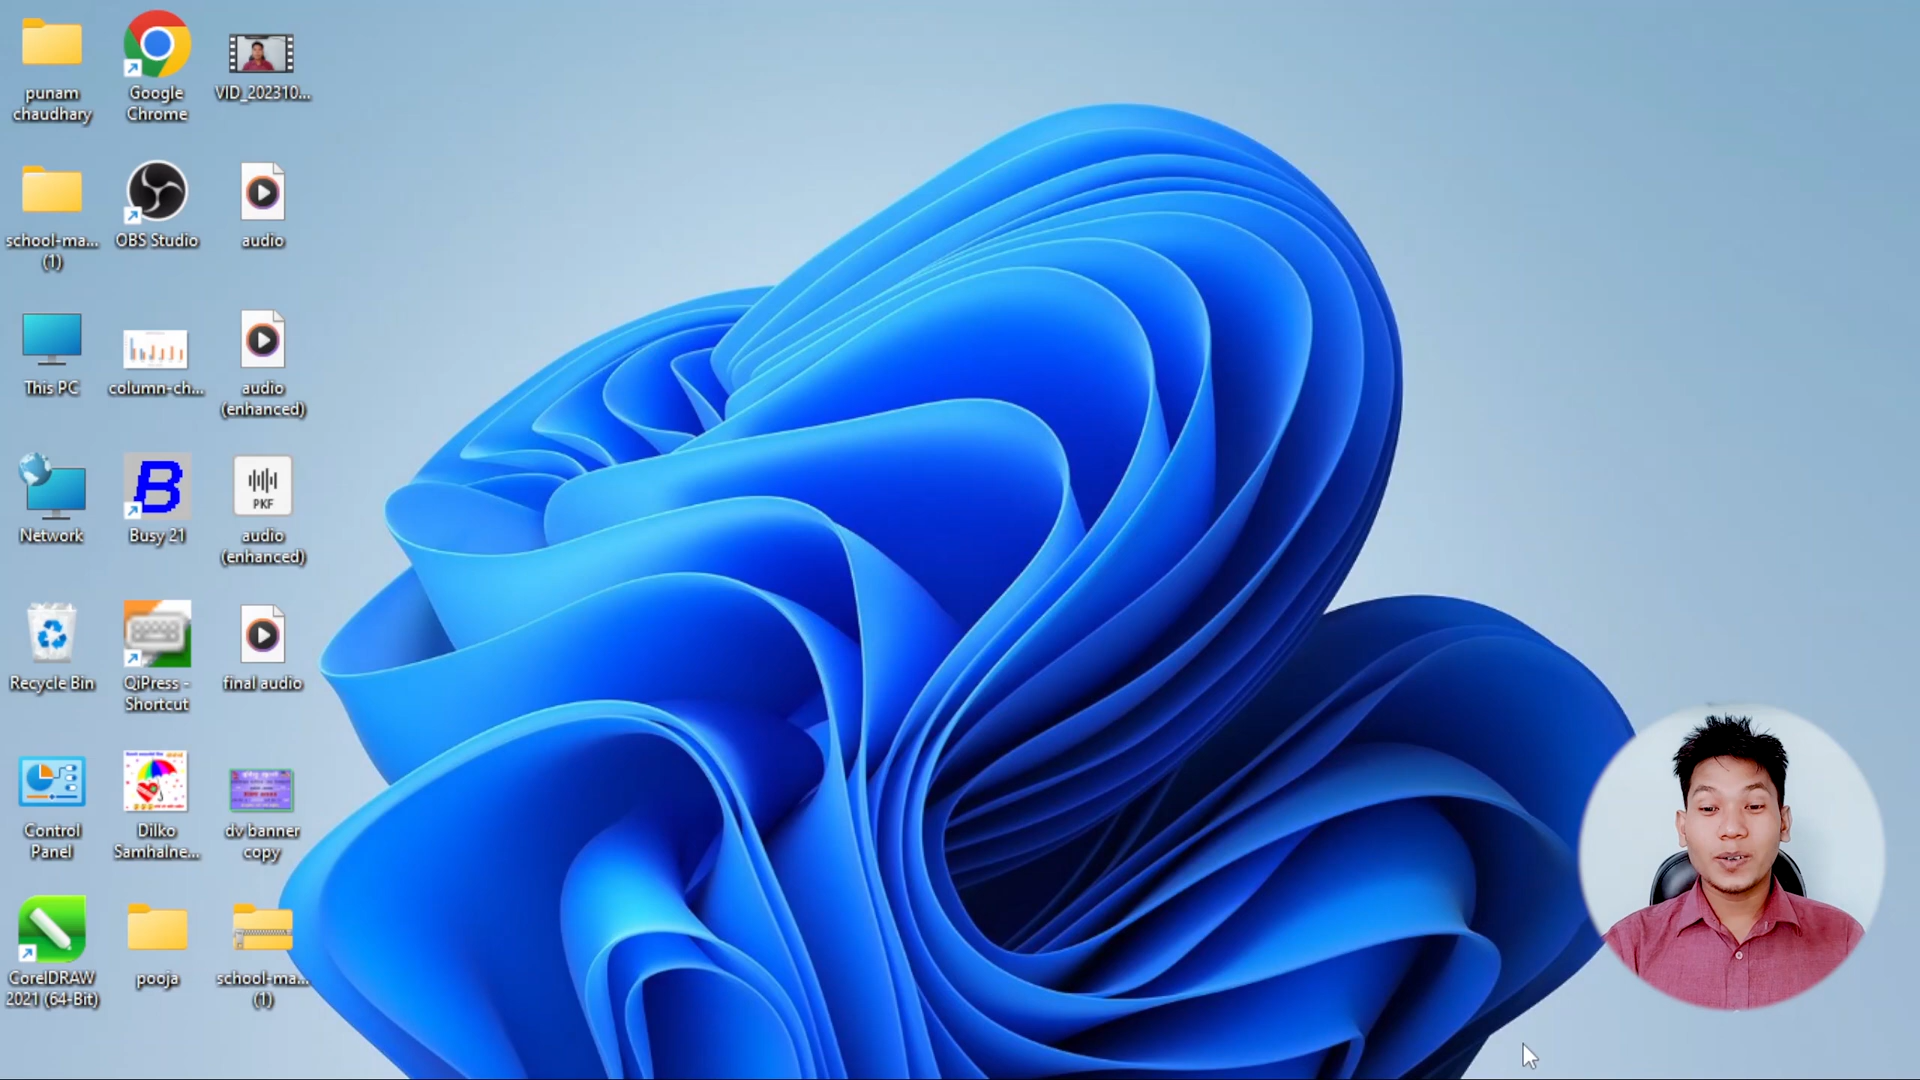 punam
chaudhary
Google
Chrome
VID_202310...
school-ma...
(1)
OBS Studio
audio
This PC
column-ch...
audio
(enhanced)
Network
Busy 21
PKF
audio
(enhanced)
Recycle Bin
QiPress -
Shortcut
final audio
Control
Panel
Dilko
Samhalne...
dv banner
copy
CorelDRAW
2021 (64-Bit)
pooja
school-ma...
(1)